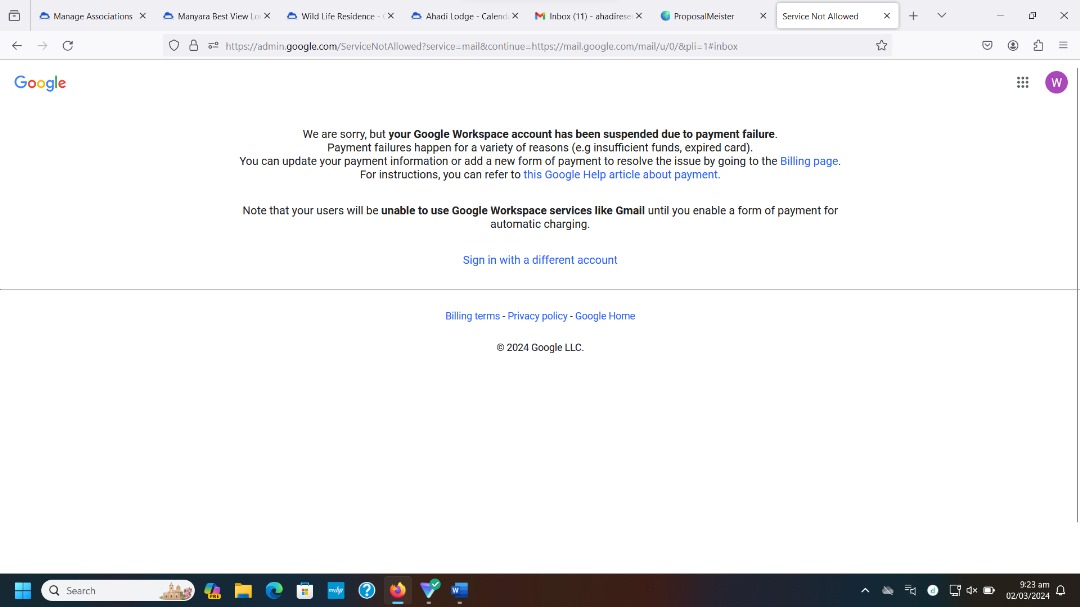 Manage Associations
Manyara Best View Lo
Wild Life Residence -
Ahadi Lodge - Calend
Inbox (11) - ahadirese
ProposalMeister
Service Not Allowed
https://admin.google.com/ServiceNotAllowed?service=mail&continue=https://mail.google.com/mail/u/0/&pli=1#inbox
Google
W
We are sorry, but your Google Workspace account has been suspended due to payment failure.
Payment failures happen for a variety of reasons (e.g insufficient funds, expired card).
You can update your payment information or add a new form of payment to resolve the issue by going to the Billing page.
For instructions, you can refer to this Google Help article about payment.
Note that your users will be unable to use Google Workspace services like Gmail until you enable a form of payment for
automatic charging.
Sign in with a different account
Billing terms - Privacy policy - Google Home
© 2024 Google LLC.
Search
PRE
myhp
W
9:23 am
02/03/2024